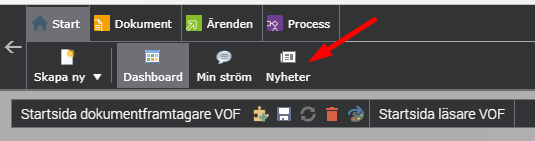 Start Dokument Ärenden Process
Skapa ny Dashboard Min ström Nyheter
Startsida dokumentframtagare VOF Startsida läsare VOF